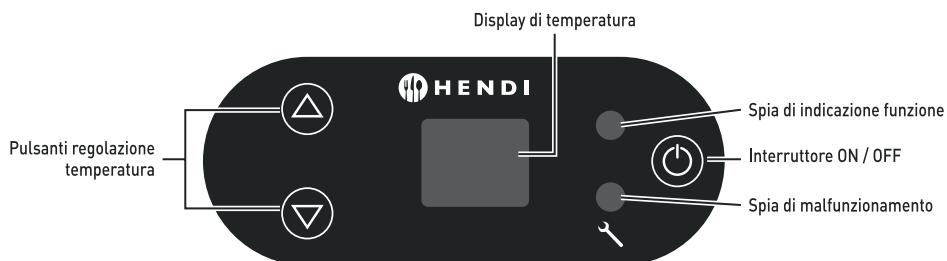 Display di temperatura
HENDI
Pulsanti regolazione
temperatura
Spia di indicazione funzione
Interruttore ON / OFF
Spia di malfunzionamento